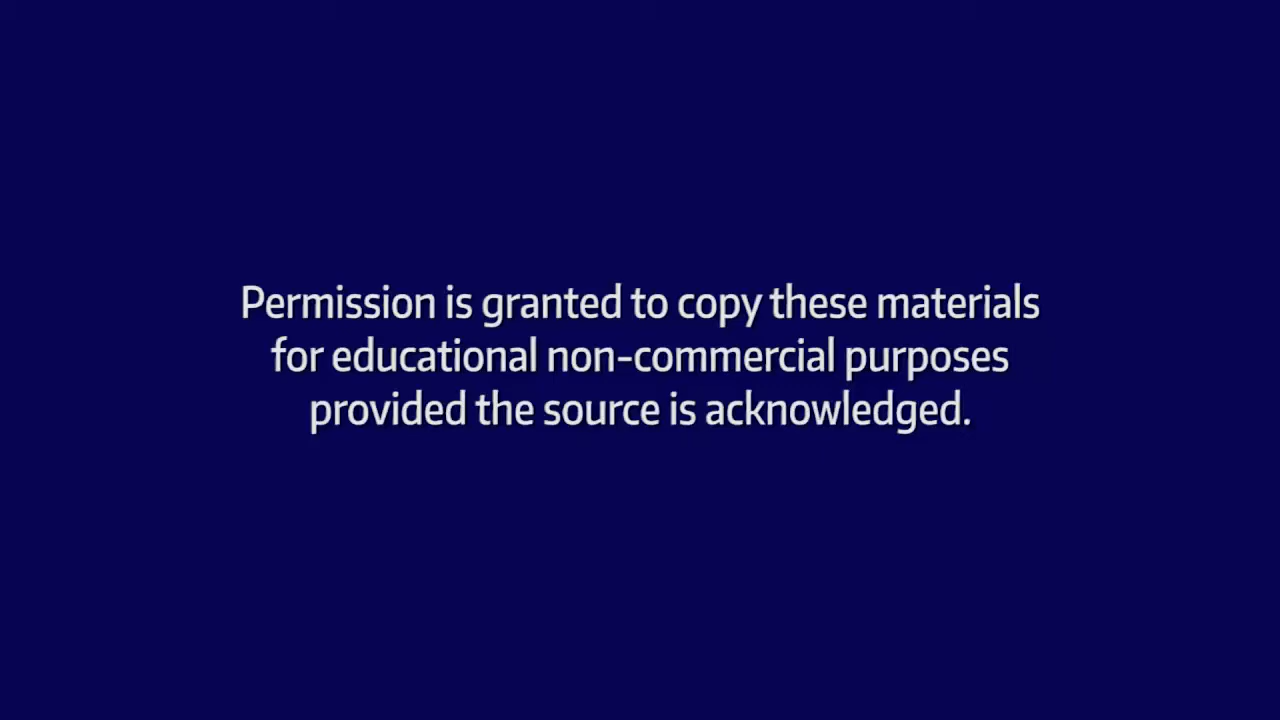 Permission is granted to copy these materials
for educational non-commercial purposes
provided the source is acknowledged.